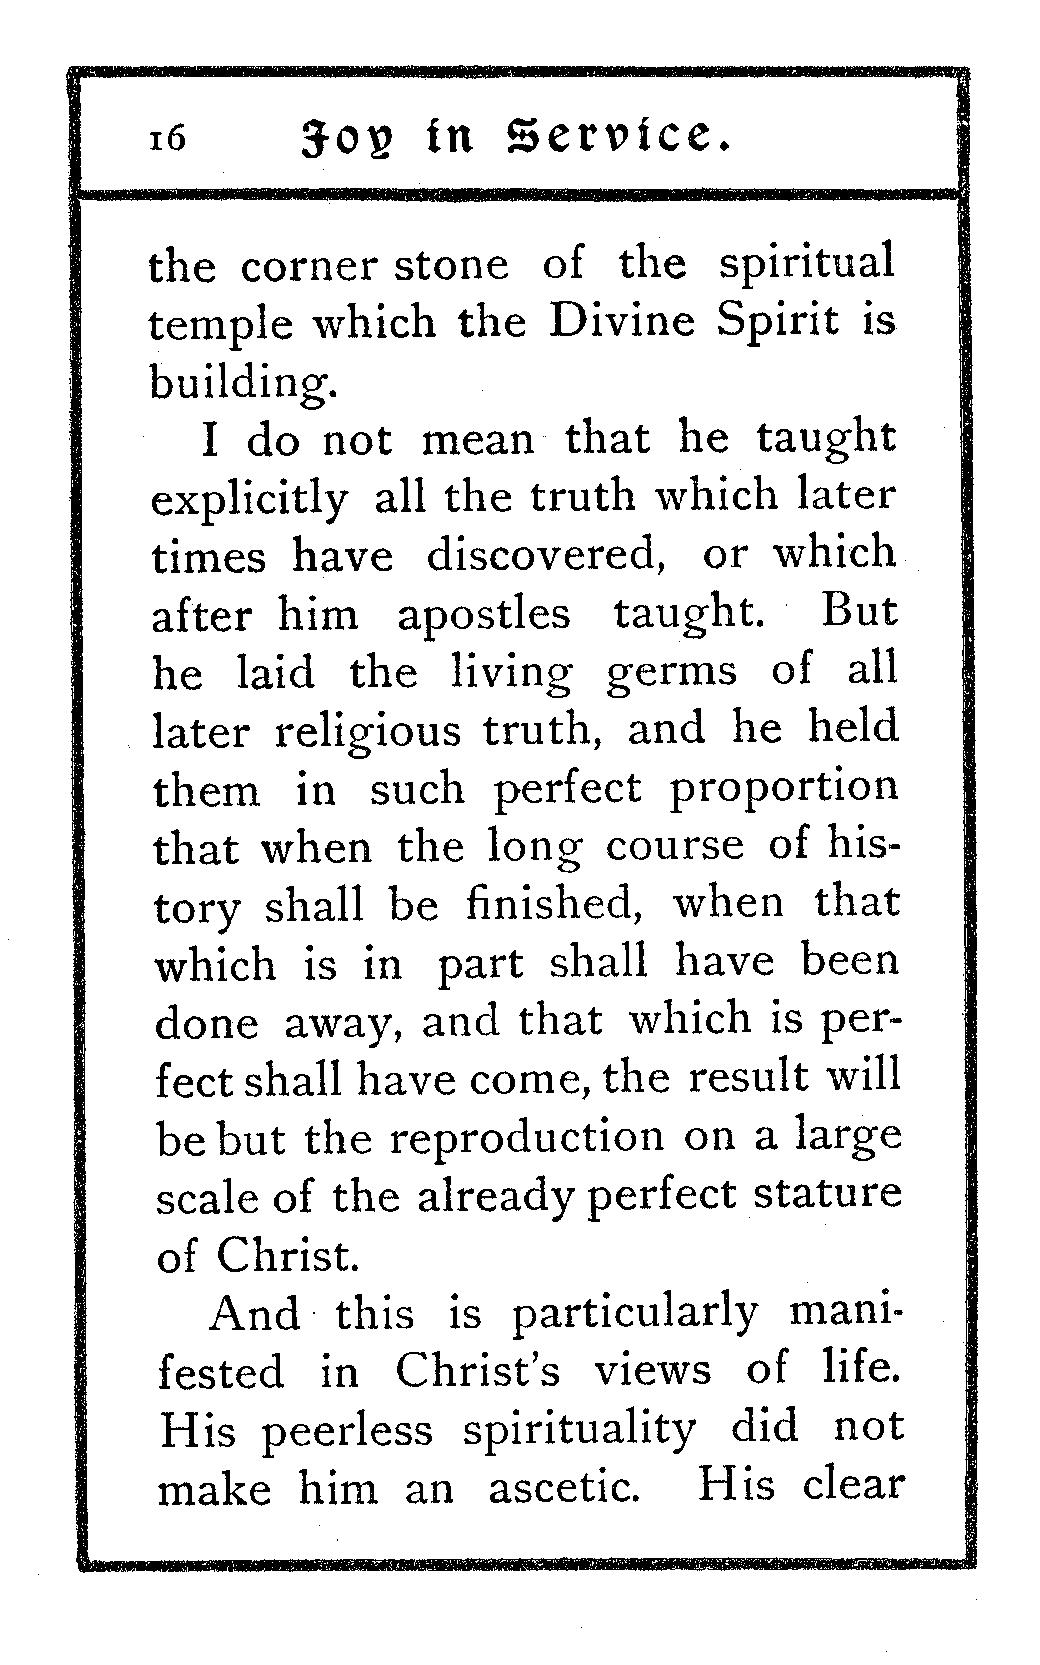 16 Joy in Service.
the corner stone of the spiritual
temple which the Divine Spirit is
building.
I do not mean that he taught
explicitly all the truth which later
times have discovered, or which
after him apostles taught. But
he laid the living germs of all
later religious truth, and he held
them in such perfect proportion
that when the long course of his-
tory shall be finished, when that
which is in part shall have been
done away, and that which is per-
fect shall have come, the result will
be but the reproduction on a large
scale of the already perfect stature
of Christ.
And this is particularly mani-
fested in Christ's views of life.
His peerless spirituality did not
make him an ascetic. His clear